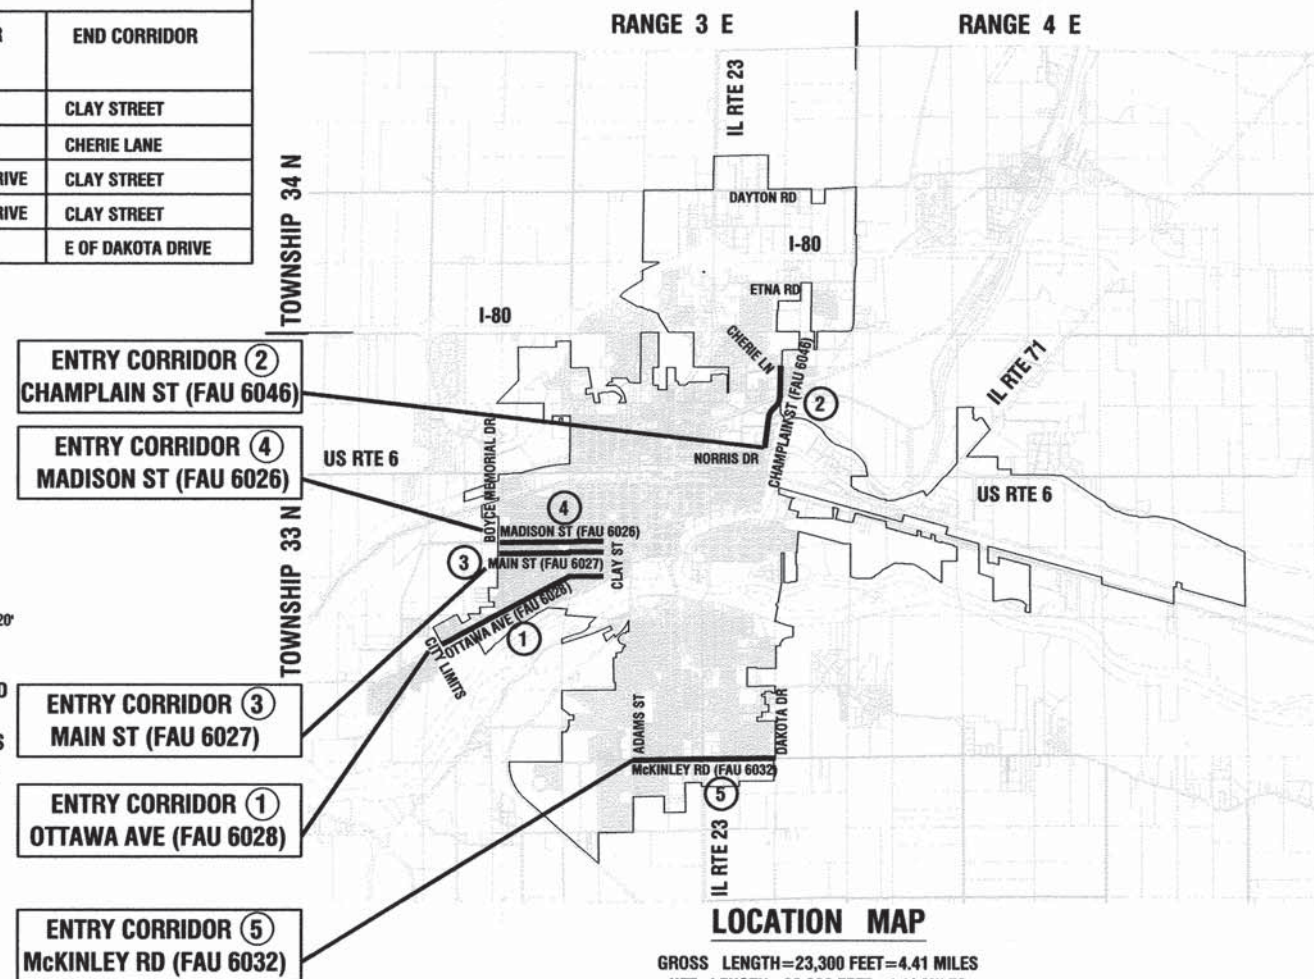 END CORRIDOR
CLAY STREET
CHERIE LANE
RIVE CLAY STREET
RIVE CLAY STREET
E OF DAKOTA DRIVE
RANGE 3 E
RANGE 4 E
IL RTE 23
TOWNSHIP 34 N
DAYTON RD
I-80
ETNA RD
I-80
CHERIE LN
IL RTE 71
ENTRY CORRIDOR 2
CHAMPLAIN ST (FAU 6046)
CHAMPLAIN ST (FAU 6046)
2
ENTRY CORRIDOR 4
MADISON ST (FAU 6026)
US RTE 6
BOYCE MEMORIAL DR
NORRIS DR
US RTE 6
4
MADISON ST (FAU 6026)
3
MAIN ST (FAU 6027)
CLAY ST
TOWNSHIP 33 N
OTTAWA AVE (FAU 6028)
1
CITY LIMITS
20'
ENTRY CORRIDOR 3
MAIN ST (FAU 6027)
ADAMS ST
DAKOTA DR
McKINLEY RD (FAU 6032)
5
ENTRY CORRIDOR 1
OTTAWA AVE (FAU 6028)
IL RTE 23
ENTRY CORRIDOR 5
McKINLEY RD (FAU 6032)
LOCATION MAP
GROSS LENGTH=23,300 FEET=4.41 MILES